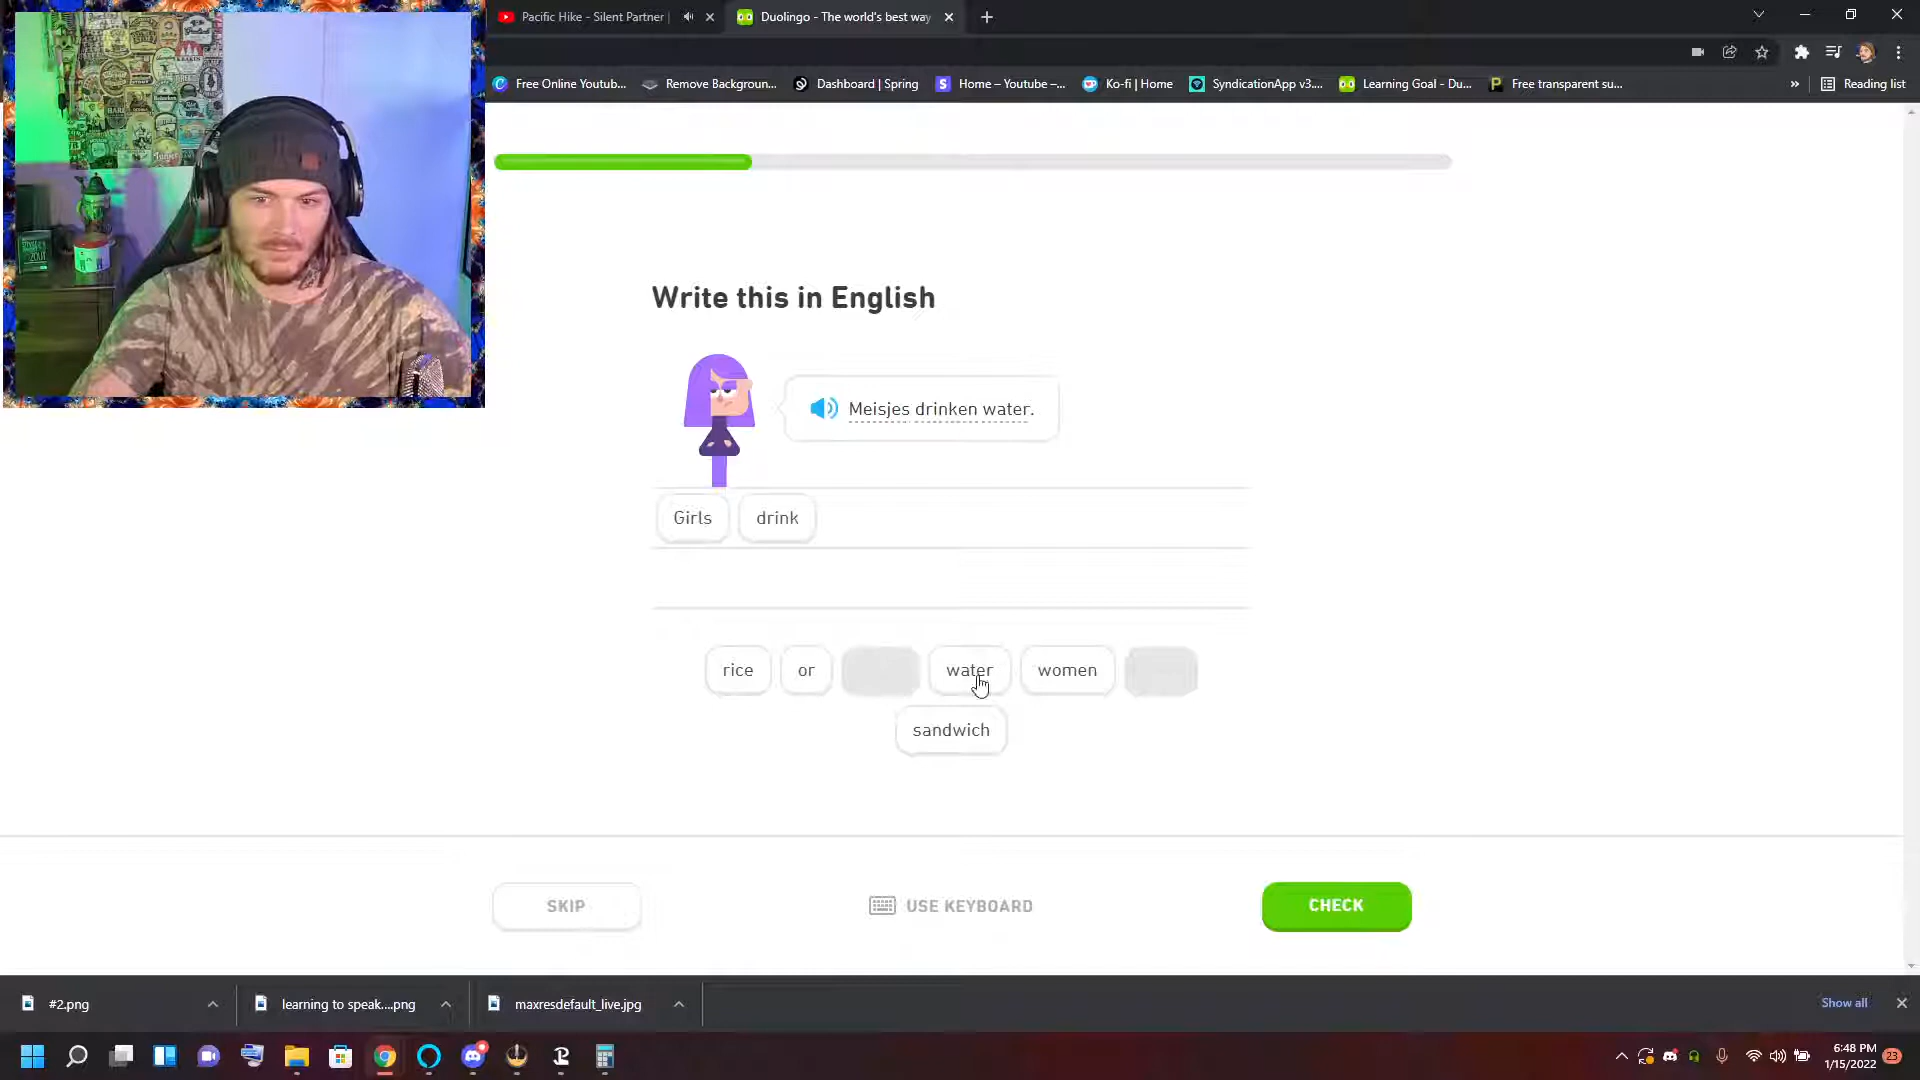 Pacific Hike - Silent Partner
Duolingo - The world's best way
Free Online Youtub...
Remove Backgroun...
Dashboard | Spring
Home – Youtube –...
Ko-fi | Home
SyndicationApp v3....
Learning Goal - Du...
Free transparent su...
»
Reading list
Write this in English
Meisjes drinken water.
Girls drink
rice or water women
sandwich
SKIP
USE KEYBOARD
CHECK
#2.png
learning to speak....png
maxresdefault_live.jpg
Show all
6:48 PM
1/15/2022
23